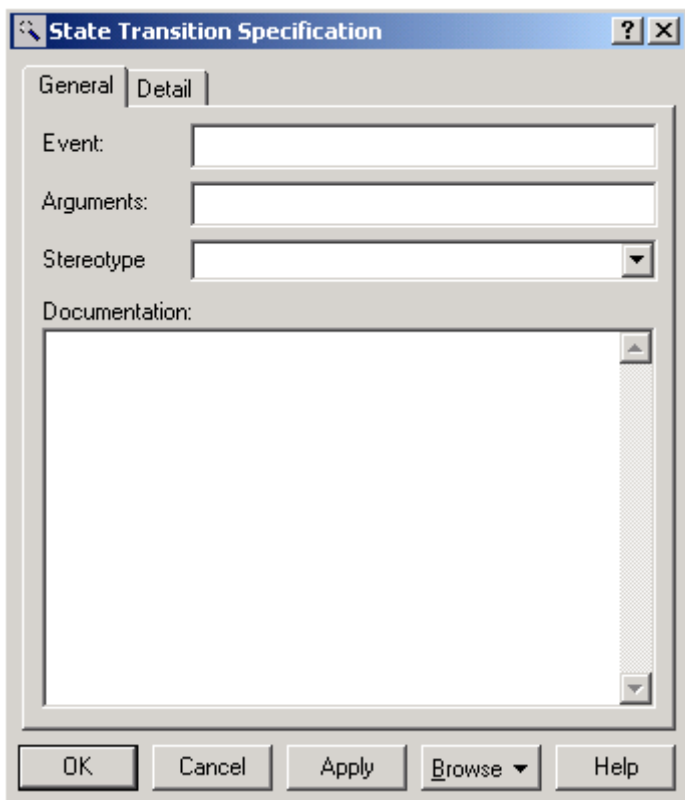 State Transition Specification
General Detail
Event:
Arguments:
Stereotype
Documentation:
OK Cancel Apply Browse Help